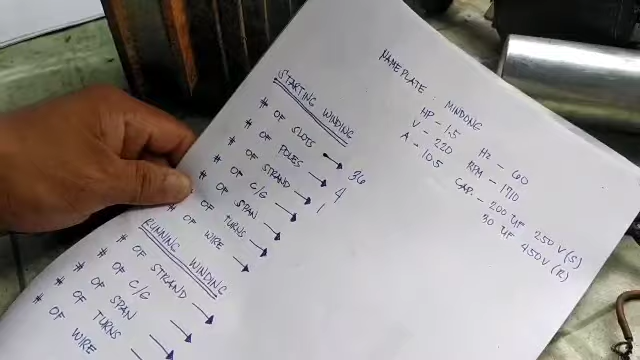 NAMEPLATE : MINDONG
HP - 1.5 Hz - 60
V - 220 RPM - 1710
A - 10.5 CAP. - 200 uF 250 V (S)
30 uF 450V (R)
STARTING WINDING
# OF SLOTS → 36
# OF POLES → 4
# OF STRAND → 1
# OF C/G →
# OF SPAN →
# OF TURNS →
# OF WIRE →
RUNNING WINDING
# OF STRAND →
# OF C/G →
# OF SPAN →
# OF TURNS
# OF WIRE